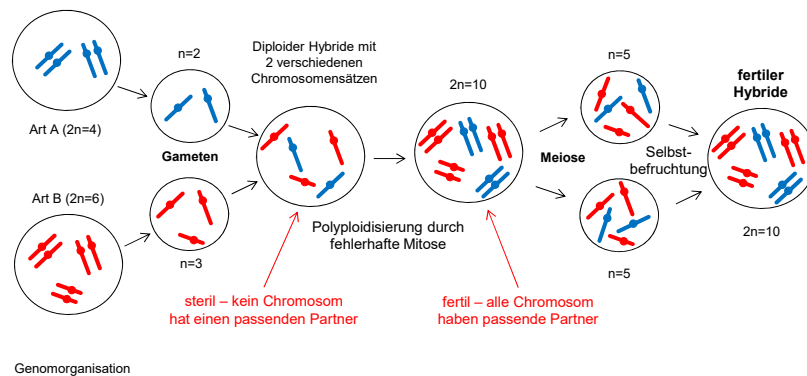 Art A (2n=4)
n=2
Gameten
Art B (2n=6)
n=3
Diploider Hybride mit
2 verschiedenen
Chromosomensätzen
steril – kein Chromosom
hat einen passenden Partner
Polyploidisierung durch
fehlerhafte Mitose
2n=10
fertil – alle Chromosom
haben passende Partner
Meiose
n=5
n=5
Selbst-
befruchtung
fertiler
Hybride
2n=10
Genomorganisation